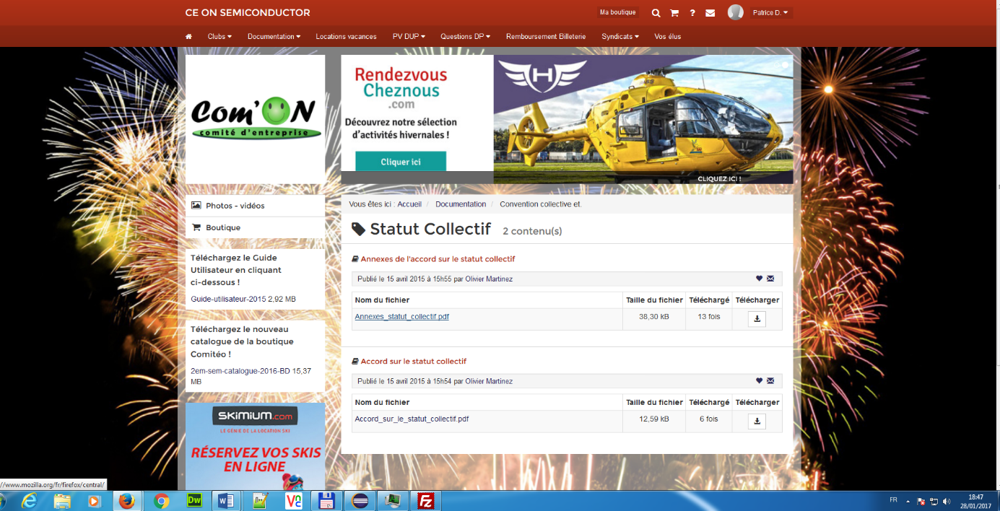 CE ON SEMICONDUCTOR
Ma boutique
?
Patrice D.
Clubs
Documentation
Locations vacances
PV DUP
Questions DP
Remboursement Billeterie
Syndicats
Vos élus
Com'ON
comité d'entreprise
Rendezvous
Cheznous
.com
Découvrez notre sélection
d'activités hivernales !
Cliquer ici
H
CLIQUEZ ICI !
Photos - vidéos
Boutique
Téléchargez le Guide
Utilisateur en cliquant
ci-dessous !
Guide-utilisateur-2015 2,92 MB
Téléchargez le nouveau
catalogue de la boutique
Comitéo !
2em-sem-catalogue-2016-BD 15,37
MB
SKIMIUM.com
LE GÉNIE DE LA LOCATION SKI
RÉSERVEZ VOS SKIS
EN LIGNE
Vous êtes ici : Accueil / Documentation / Convention collective et.
Statut Collectif 2 contenu(s)
Annexes de l'accord sur le statut collectif
Publié le 15 avril 2015 à 15h55 par Olivier Martinez
Nom du fichier Taille du fichier Téléchargé Télécharger
Annexes_statut_collectif.pdf 38,30 kB 13 fois
Accord sur le statut collectif
Publié le 15 avril 2015 à 15h54 par Olivier Martinez
Nom du fichier Taille du fichier Téléchargé Télécharger
Accord_sur_le_statut_collectif.pdf 12,59 kB 6 fois
//www.mozilla.org/fr/firefox/central/
Dw
W
VNC
Fz
FR
18:47
28/01/2017